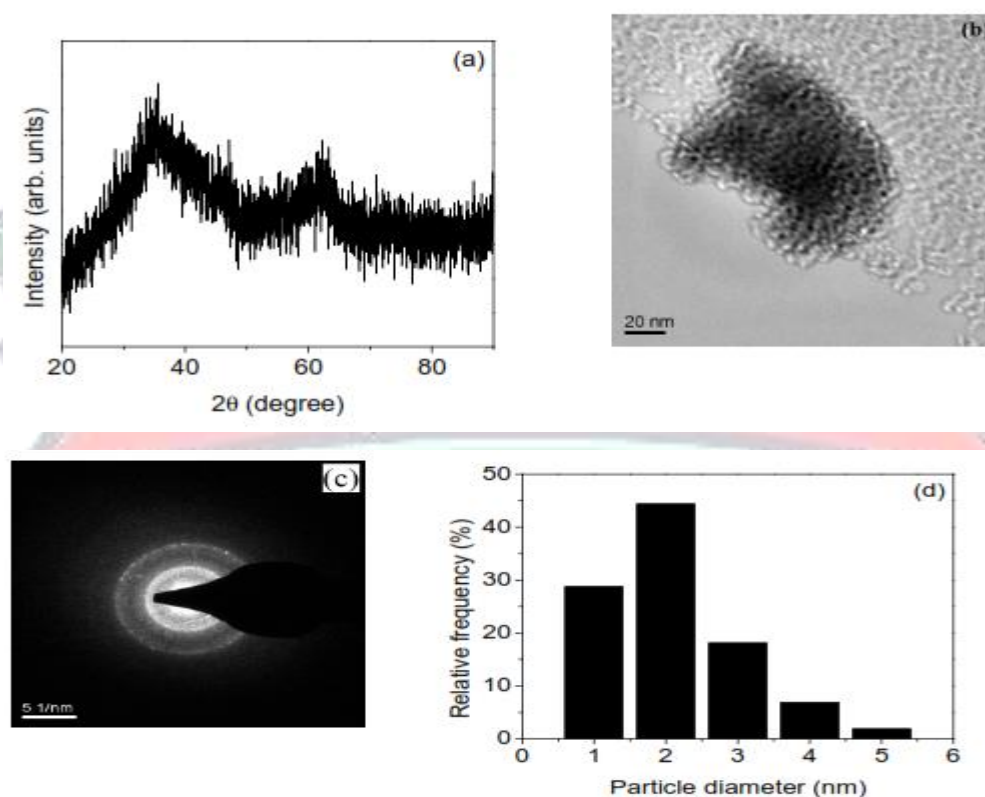 (a)
Intensity (arb. units)
20 40 60 80
2θ (degree)
(b)
20 nm
(c)
5 1/nm
(d)
Relative frequency (%)
50
40
30
20
10
0
0 1 2 3 4 5 6
Particle diameter (nm)